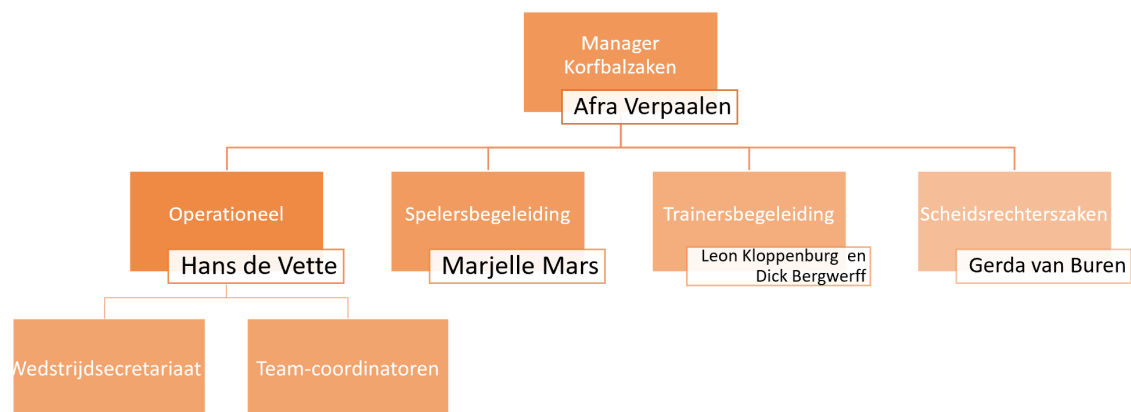 Manager
Korfbalzaken
Afra Verpaalen
Operationeel
Hans de Vette
Spelersbegeleiding
Marjelle Mars
Trainersbegeleiding
Leon Kloppenburg en
Dick Bergwerff
Scheidsrechterszaken
Gerda van Buren
Wedstrijdsecretariaat
Team-coordinatoren